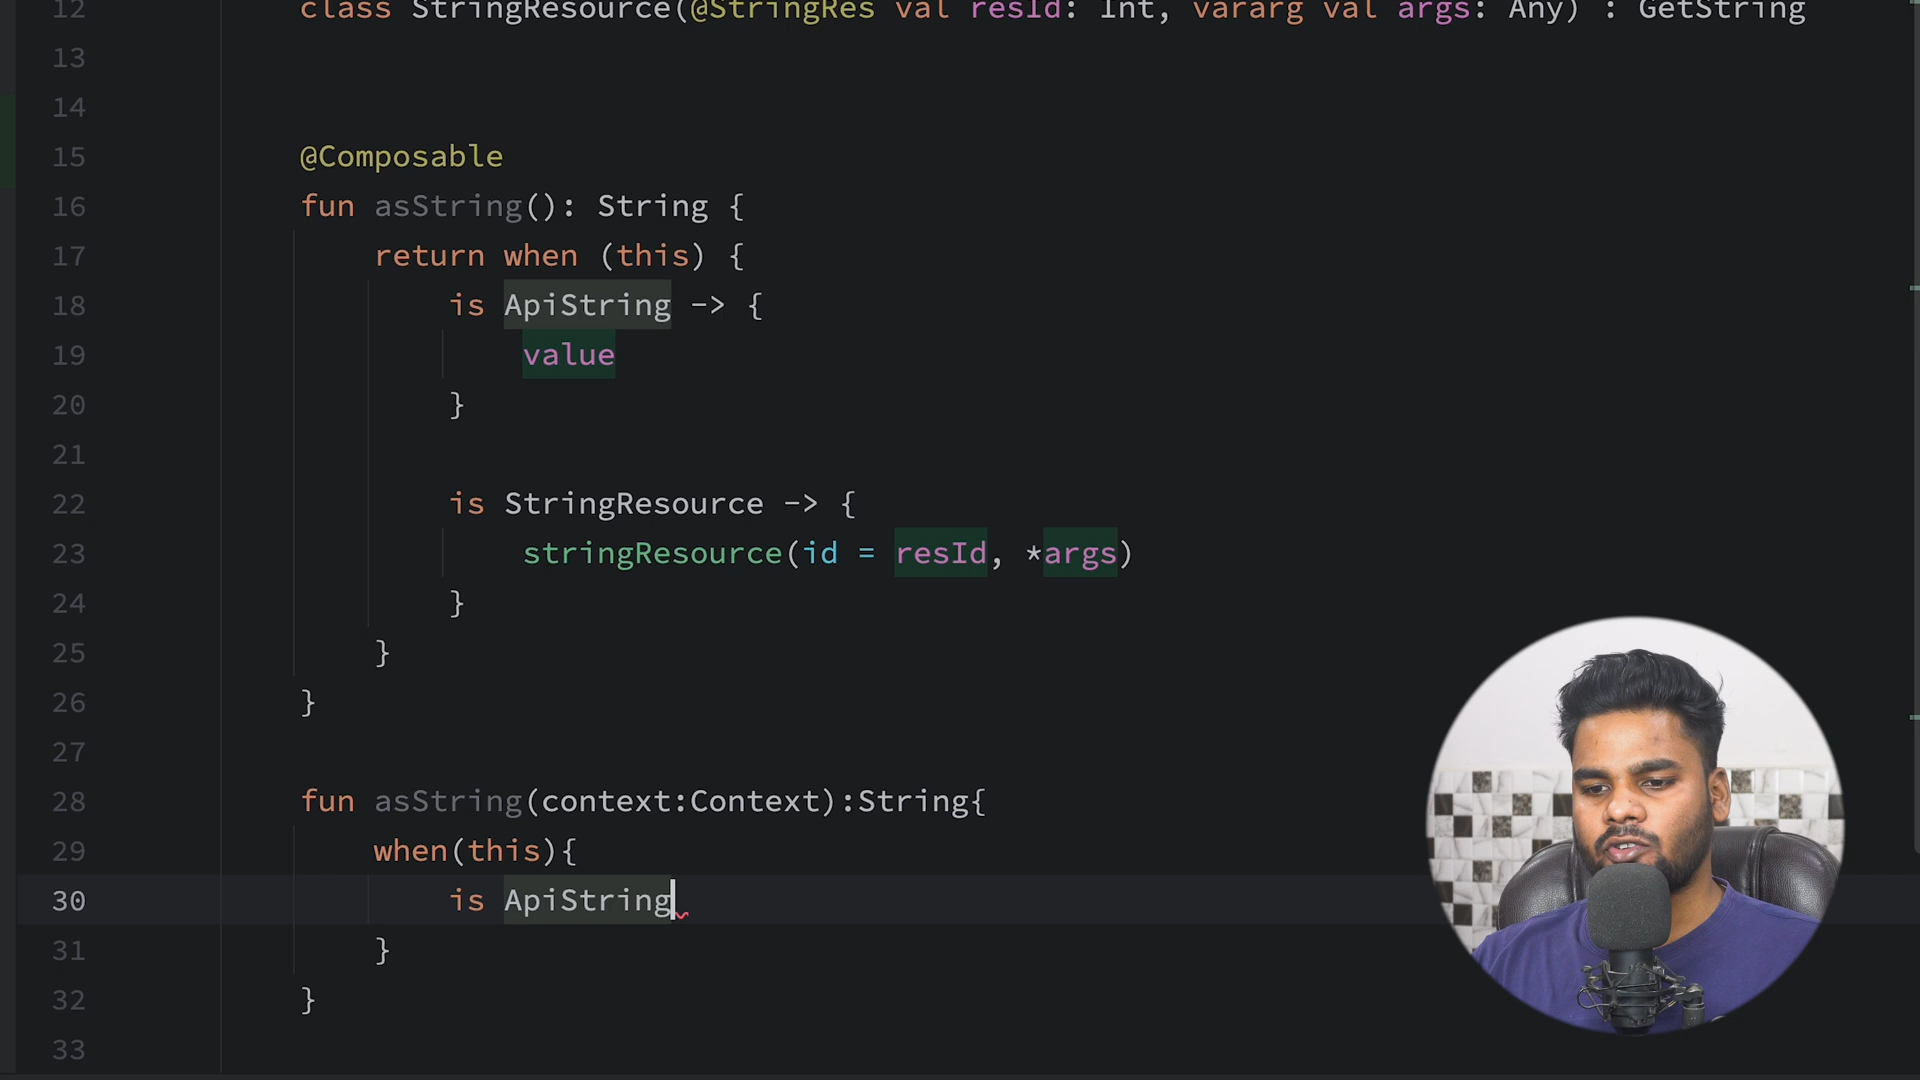 12 class StringResource(@StringRes val resId: Int, vararg val args: Any) : GetString
13
14
15 @Composable
16 fun asString(): String {
17 return when (this) {
18 is ApiString -> {
19 value
20 }
21
22 is StringResource -> {
23 stringResource(id = resId, *args)
24 }
25 }
26 }
27
28 fun asString(context:Context):String{
29 when(this){
30 is ApiString
31 }
32 }
33